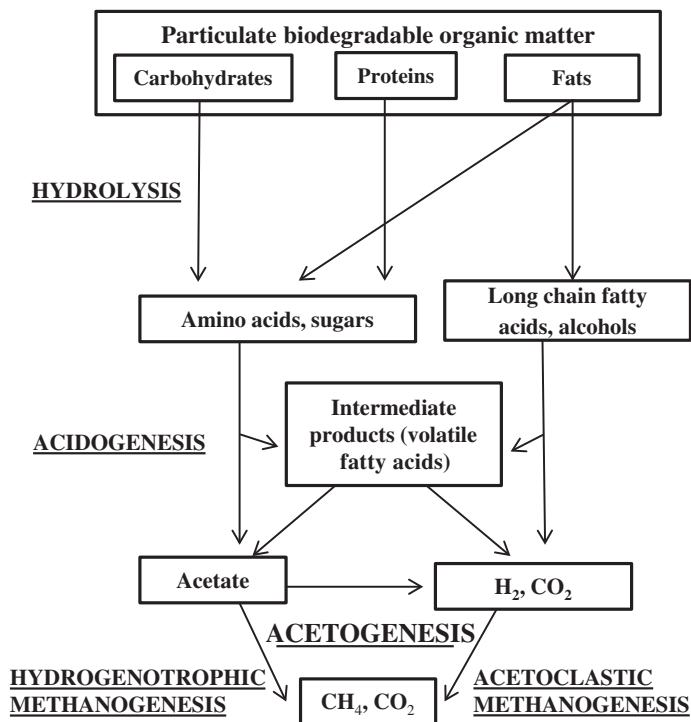 Particulate biodegradable organic matter
Carbohydrates
Proteins
Fats
HYDROLYSIS
Amino acids, sugars
Long chain fatty
acids, alcohols
Intermediate
products (volatile
fatty acids)
ACIDOGENESIS
Acetate
H₂, CO₂
ACETOGENESIS
HYDROGENOTROPHIC
METHANOGENESIS
CH₄, CO₂
ACETOCLASTIC
METHANOGENESIS